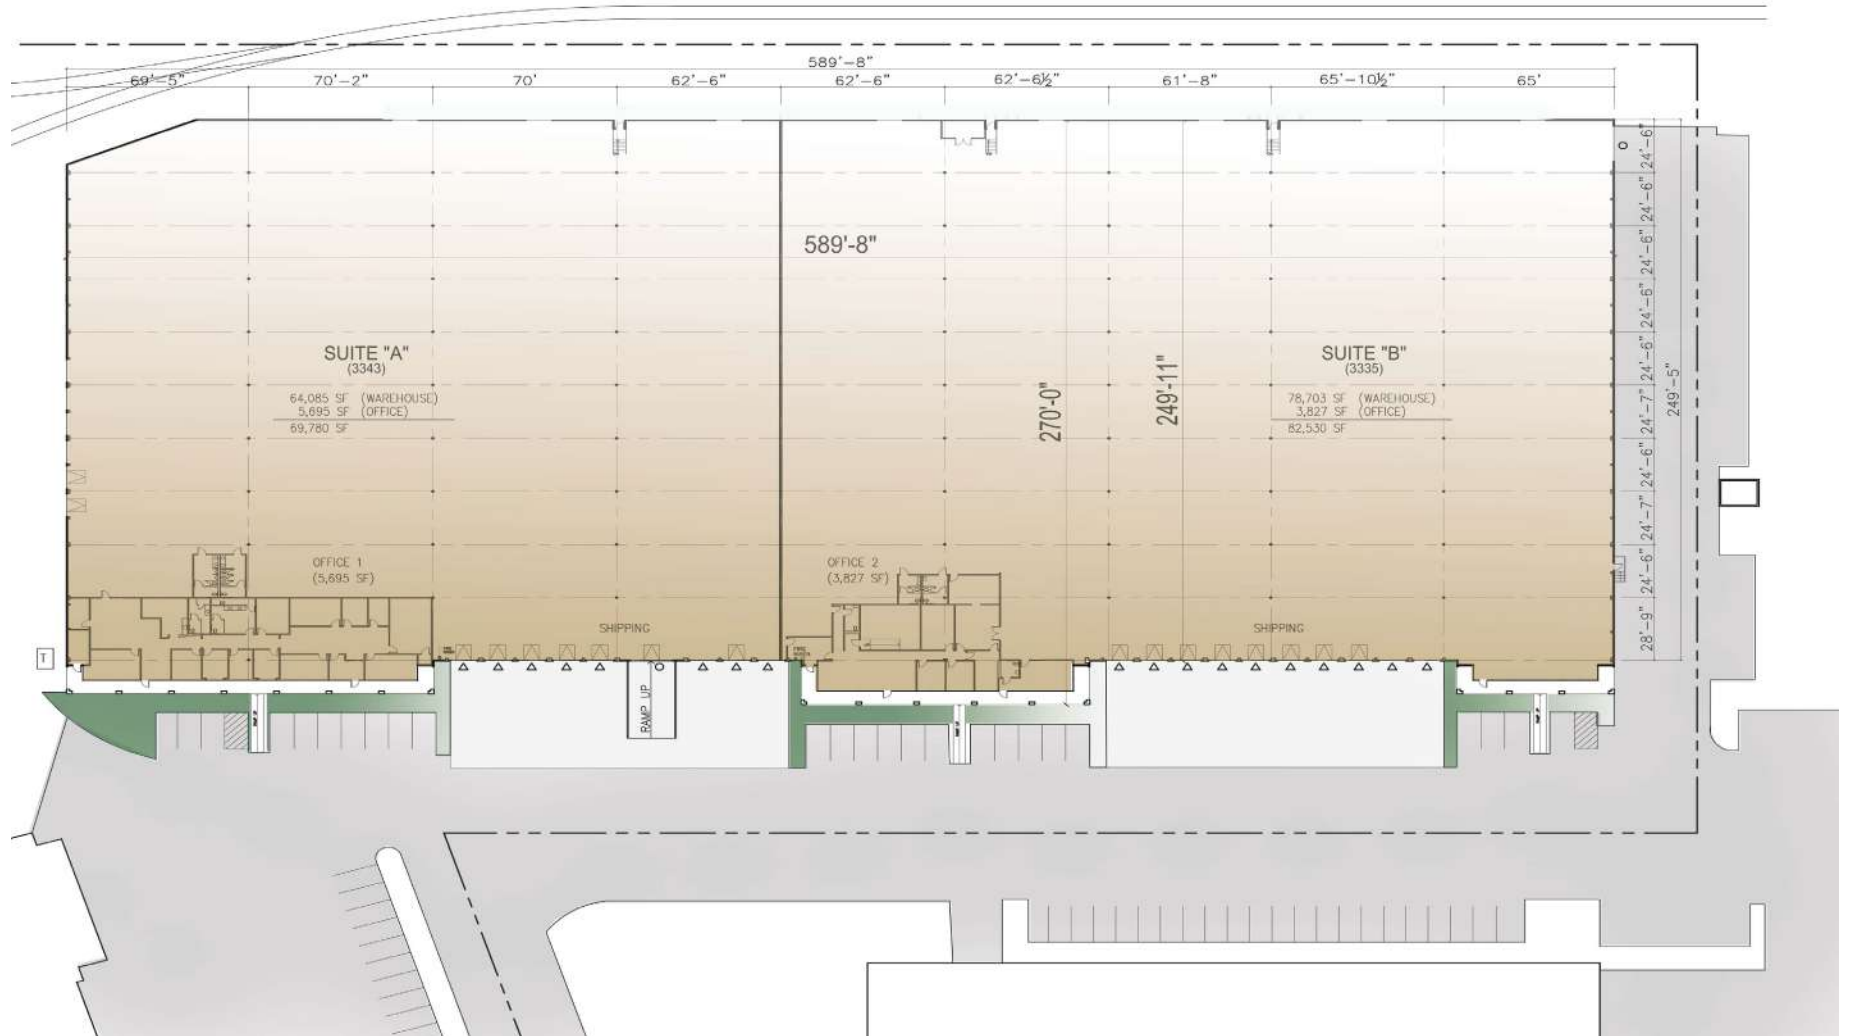 589'-8"
69'-5"
70'-2"
70'
62'-6"
62'-6"
62'-6½"
61'-8"
65'-10½"
65'
24'-6"
24'-6"
24'-6"
24'-6"
24'-6"
24'-7"
24'-6"
24'-7"
24'-6"
28'-9"
249'-5"
589'-8"
270'-0"
249'-11"
SUITE "A"
(3343)
64,085 SF (WAREHOUSE)
5,695 SF (OFFICE)
69,780 SF
SUITE "B"
(3335)
78,703 SF (WAREHOUSE)
3,827 SF (OFFICE)
82,530 SF
OFFICE 1
(5,695 SF)
OFFICE 2
(3,827 SF)
SHIPPING
SHIPPING
T
RAMP UP